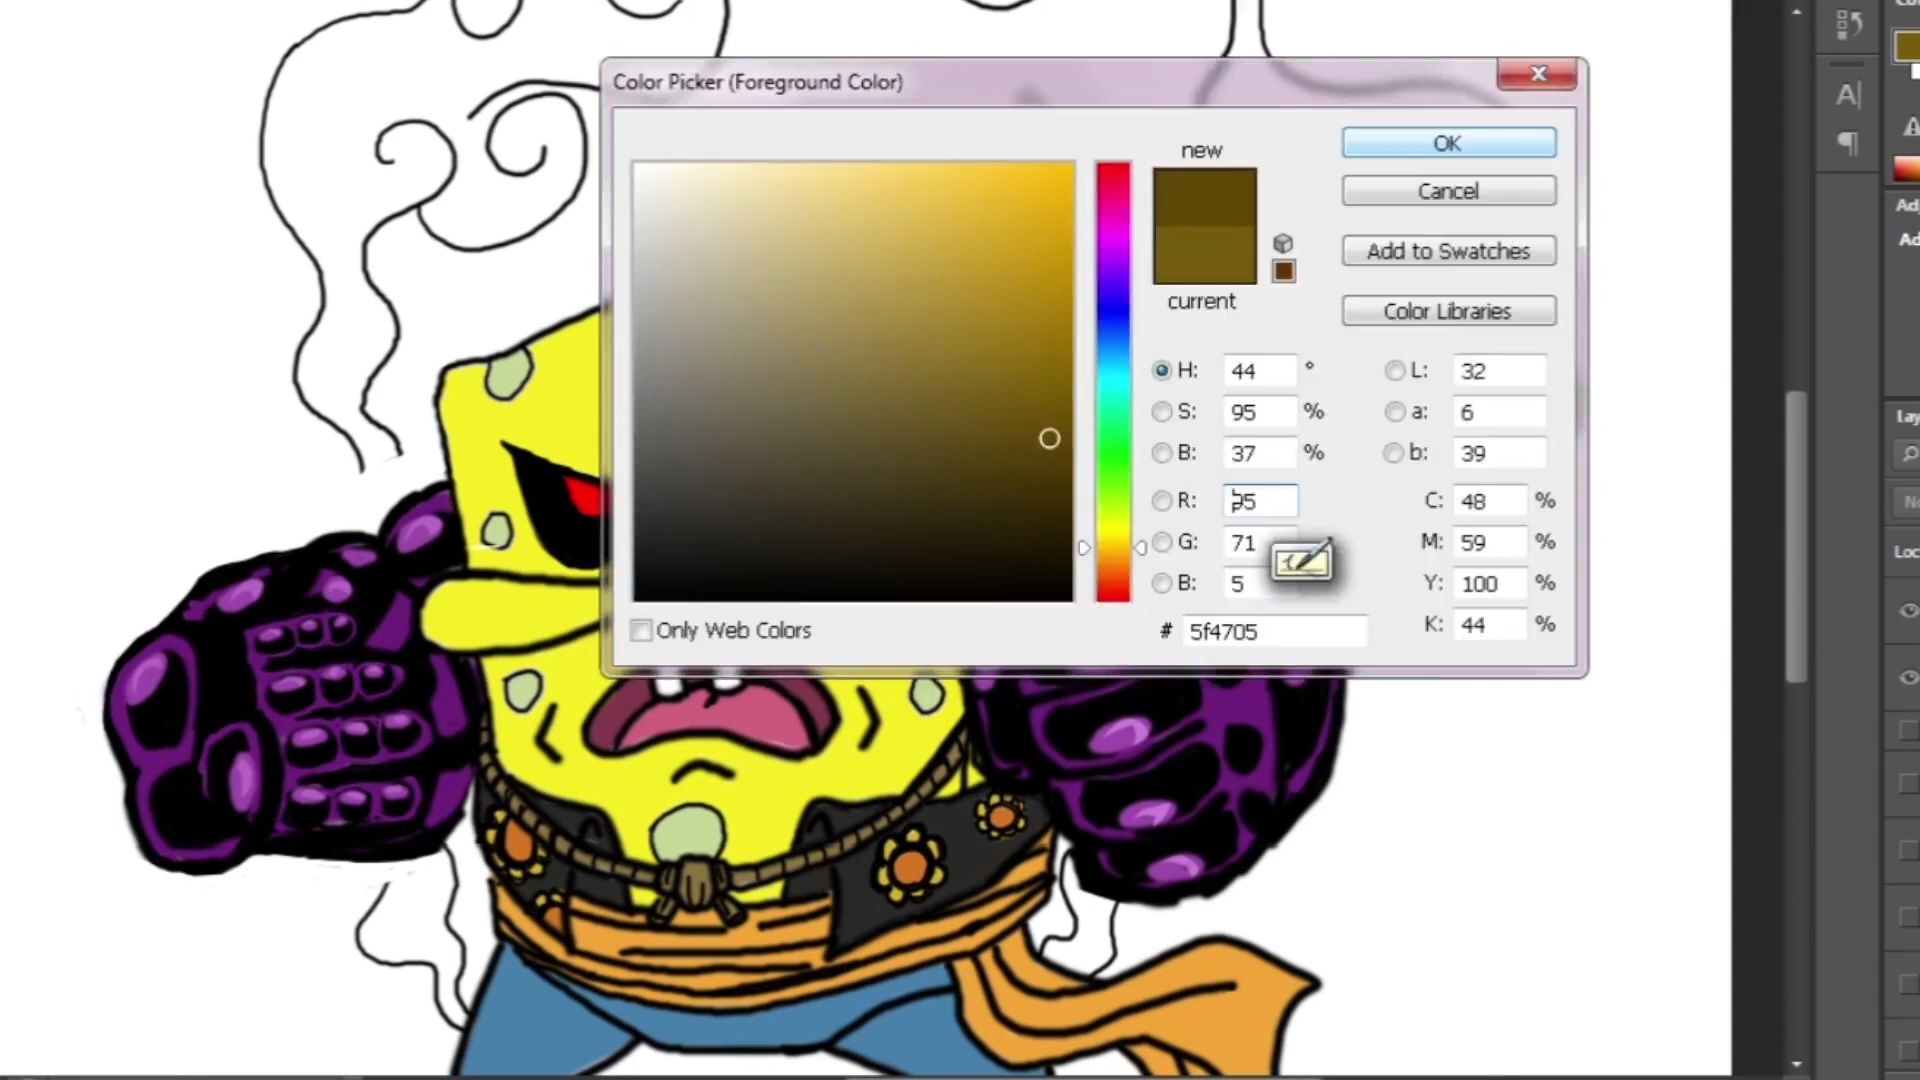 Color Picker (Foreground Color)
new
current
OK
Cancel
Add to Swatches
Color Libraries
H: 44 °
S: 95 %
B: 37 %
R: 95
G: 71
B: 5
# 5f4705
L: 32
a: 6
b: 39
C: 48 %
M: 59 %
Y: 100 %
K: 44 %
Only Web Colors
A|
¶